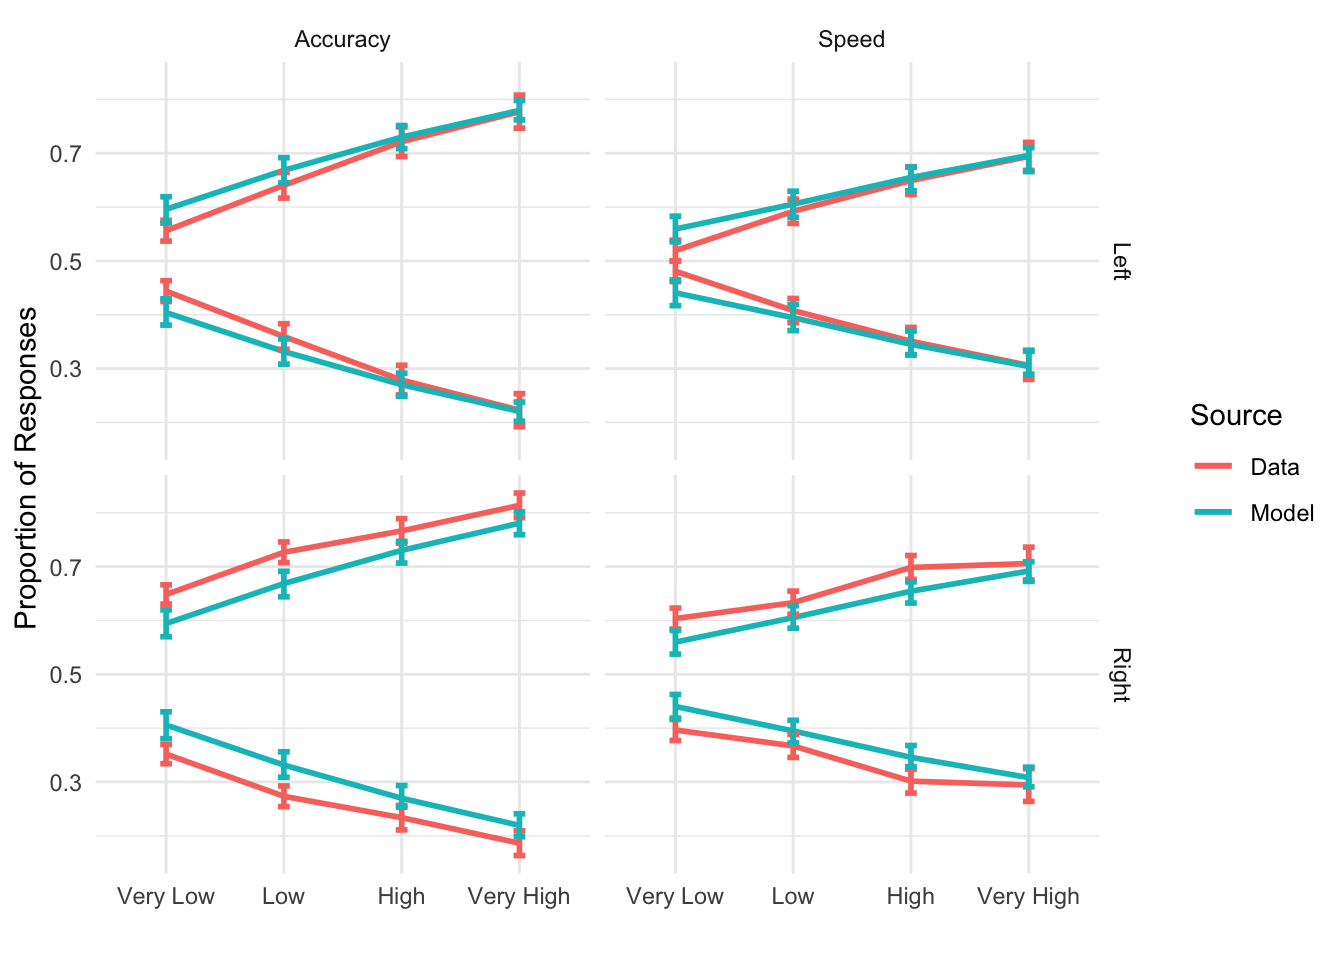 Accuracy
Speed
Proportion of Responses
0.7
0.5
0.3
Left
0.7
0.5
0.3
Right
Very Low
Low
High
Very High
Very Low
Low
High
Very High
Source
Data
Model